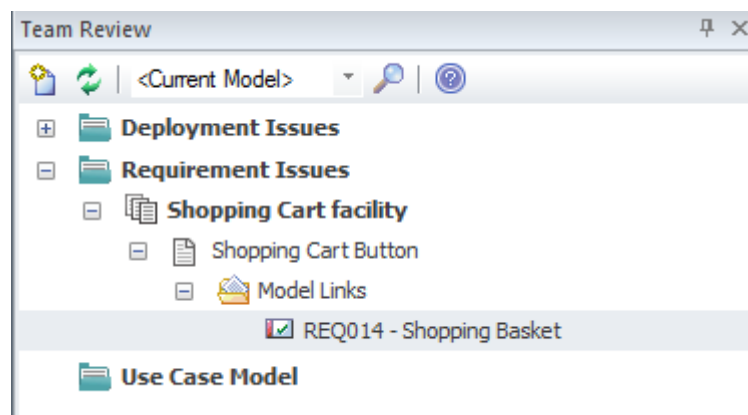 Team Review
<Current Model>
Deployment Issues
Requirement Issues
Shopping Cart facility
Shopping Cart Button
Model Links
REQ014 - Shopping Basket
Use Case Model